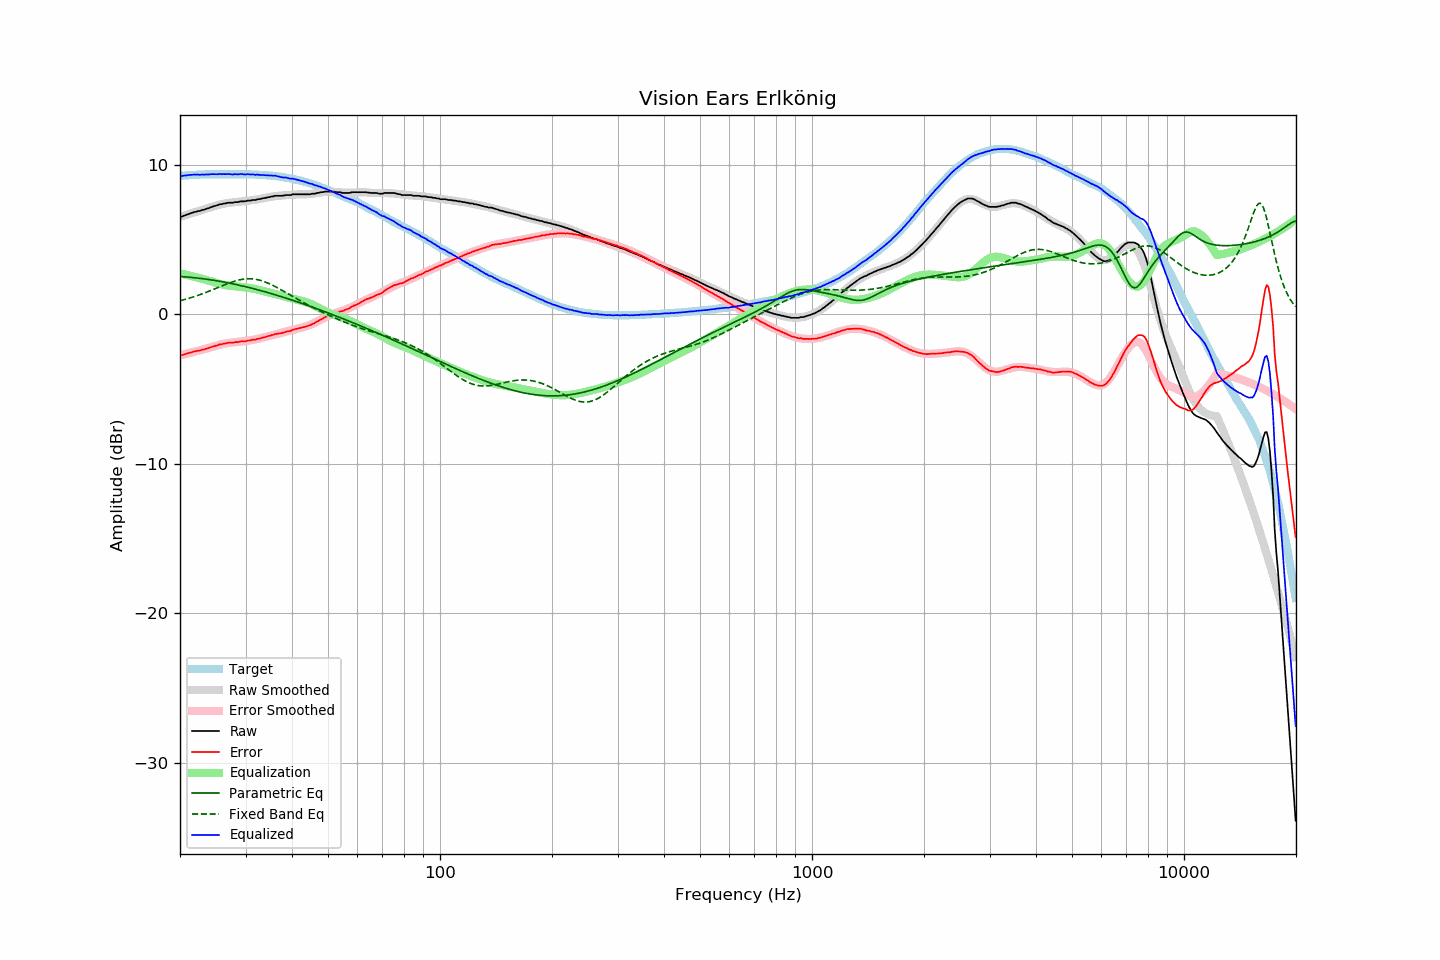 Vision Ears Erlkönig
10
0
−10
−20
−30
Amplitude (dBr)
Target
Raw Smoothed
Error Smoothed
Raw
Error
Equalization
Parametric Eq
Fixed Band Eq
Equalized
100
1000
10000
Frequency (Hz)